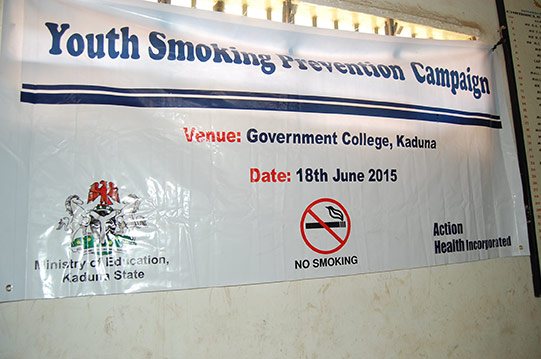 Youth Smoking Prevention Campaign
Venue: Government College, Kaduna
Date: 18th June 2015
Ministry of Education,
Kaduna State
NO SMOKING
Action
Health Incorporated